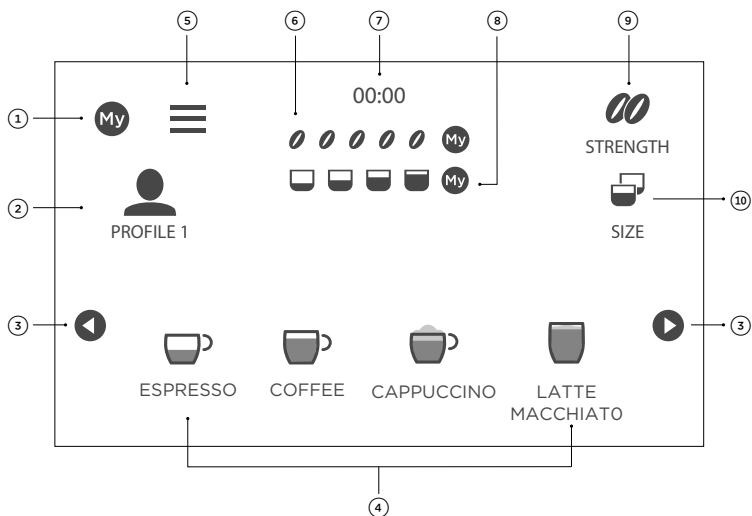 5
6
7
8
9
1
My
00:00
My
STRENGTH
My
2
PROFILE 1
SIZE
10
3
3
ESPRESSO
COFFEE
CAPPUCCINO
LATTE
MACCHIATO
4